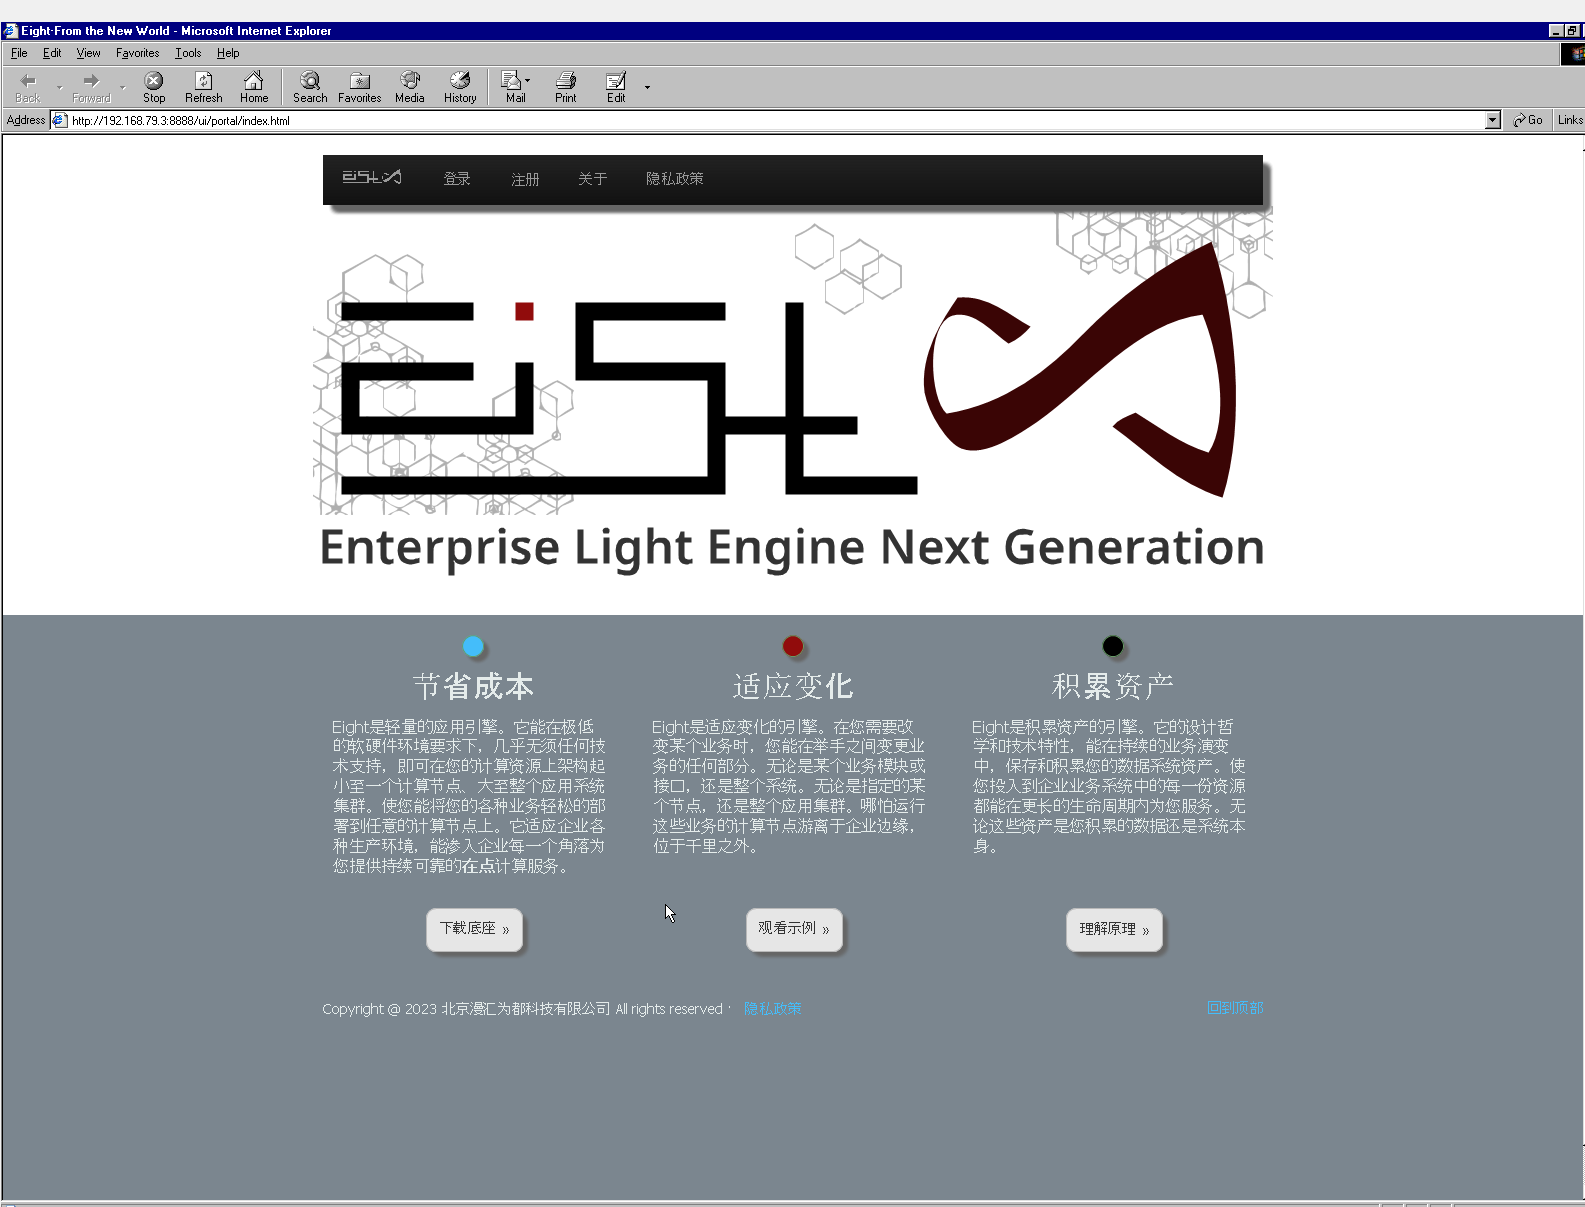 Eight-From the New World - Microsoft Internet Explorer
File Edit View Favorites Tools Help
Back Forward Stop Refresh Home Search Favorites Media History Mail Print Edit
Address http://192.168.79.3:8888/ui/portal/index.html Go Links
登录 注册 关于 隐私政策
Enterprise Light Engine Next Generation
节省成本
Eight是轻量的应用引擎。它能在极低
的软硬件环境要求下，几乎无须任何技
术支持，即可在您的计算资源上架构起
小至一个计算节点、大至整个应用系统
集群。使您能将您的各种业务轻松的部
署到任意的计算节点上。它适应企业各
种生产环境，能渗入企业每一个角落为
您提供持续可靠的在点计算服务。
下载底座 »
适应变化
Eight是适应变化的引擎。在您需要改
变某个业务时，您能在举手之间变更业
务的任何部分。无论是某个业务模块或
接口，还是整个系统。无论是指定的某
个节点，还是整个应用集群。哪怕运行
这些业务的计算节点游离于企业边缘，
位于千里之外。
观看示例 »
积累资产
Eight是积累资产的引擎。它的设计哲
学和技术特性，能在持续的业务演变
中，保存和积累您的数据系统资产。使
您投入到企业业务系统中的每一份资源
都能在更长的生命周期内为您服务。无
论这些资产是您积累的数据还是系统本
身。
理解原理 »
Copyright @ 2023 北京漫汇为都科技有限公司 All rights reserved · 隐私政策 回到顶部